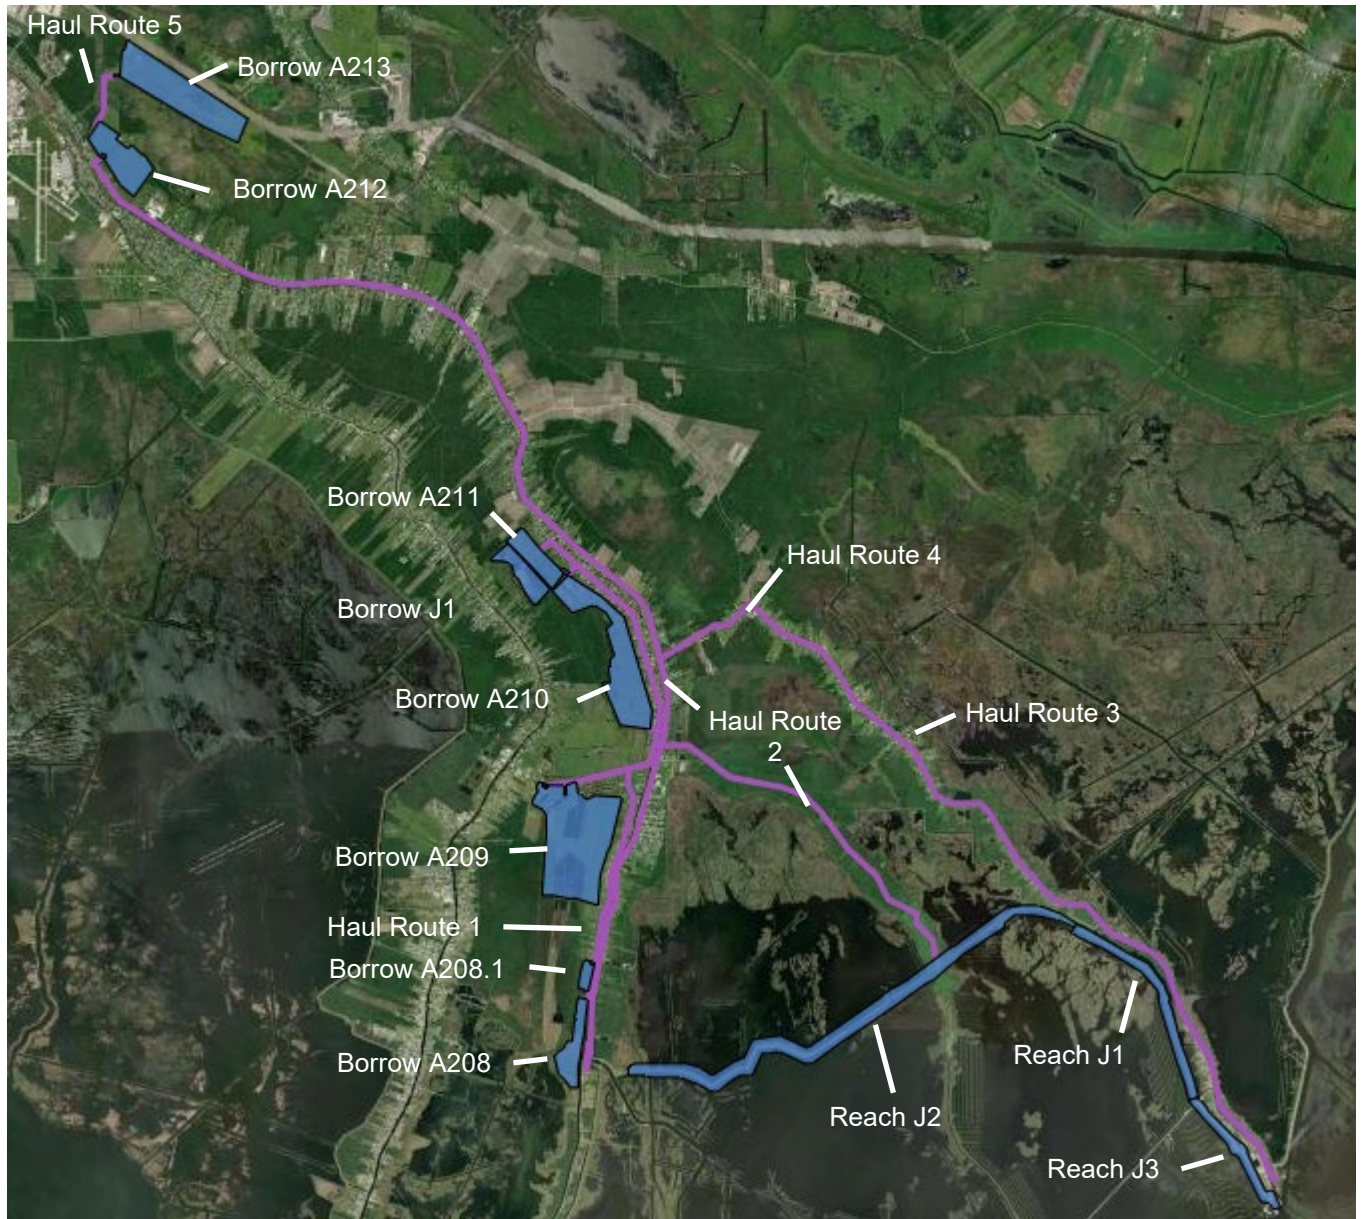 Haul Route 5
Borrow A213
Borrow A212
Borrow A211
Haul Route 4
Borrow J1
Borrow A210
Haul Route
2
Haul Route 3
Borrow A209
Haul Route 1
Borrow A208.1
Borrow A208
Reach J1
Reach J2
Reach J3